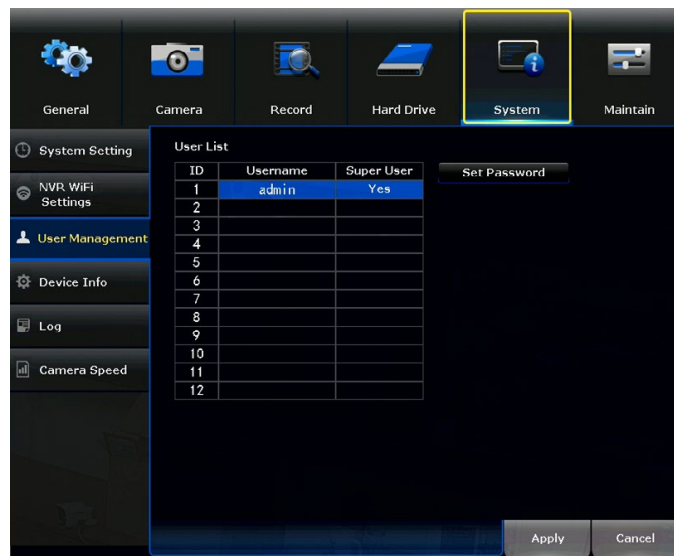 General Camera Record Hard Drive System Maintain
System Setting
NVR WiFi
Settings
User Management
Device Info
Log
Camera Speed
User List
ID Username Super User
1 admin Yes
2
3
4
5
6
7
8
9
10
11
12
Set Password
Apply Cancel